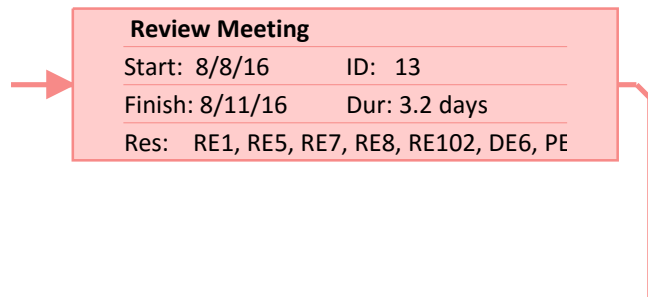 Review Meeting
Start: 8/8/16 ID: 13
Finish: 8/11/16 Dur: 3.2 days
Res: RE1, RE5, RE7, RE8, RE102, DE6, PE